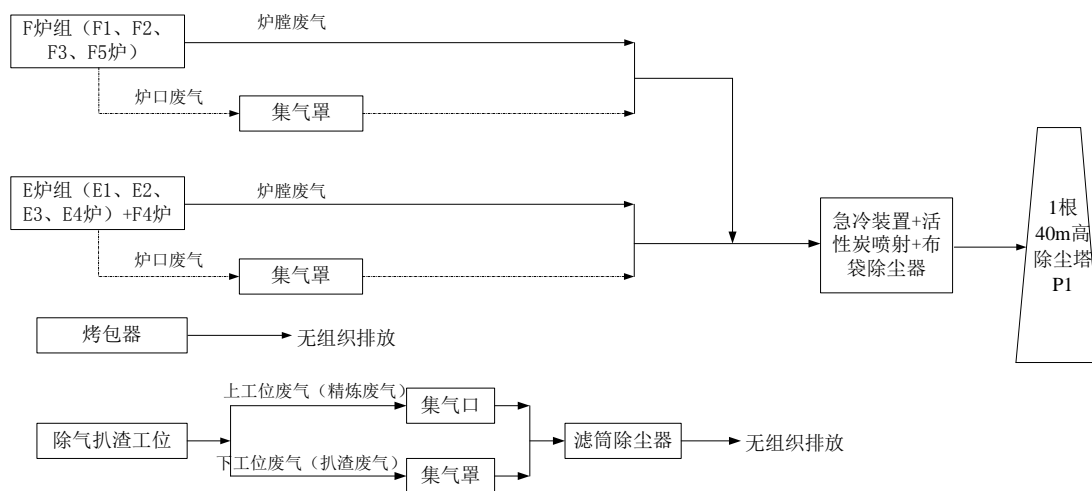 F炉组（F1、F2、
F3、F5炉）
炉膛废气
炉口废气
集气罩
E炉组（E1、E2、
E3、E4炉）+F4炉
炉膛废气
炉口废气
集气罩
急冷装置+活
性炭喷射+布
袋除尘器
1根
40m高
除尘塔
P1
烤包器
无组织排放
除气扒渣工位
上工位废气（精炼废气）
集气口
下工位废气（扒渣废气）
集气罩
滤筒除尘器
无组织排放